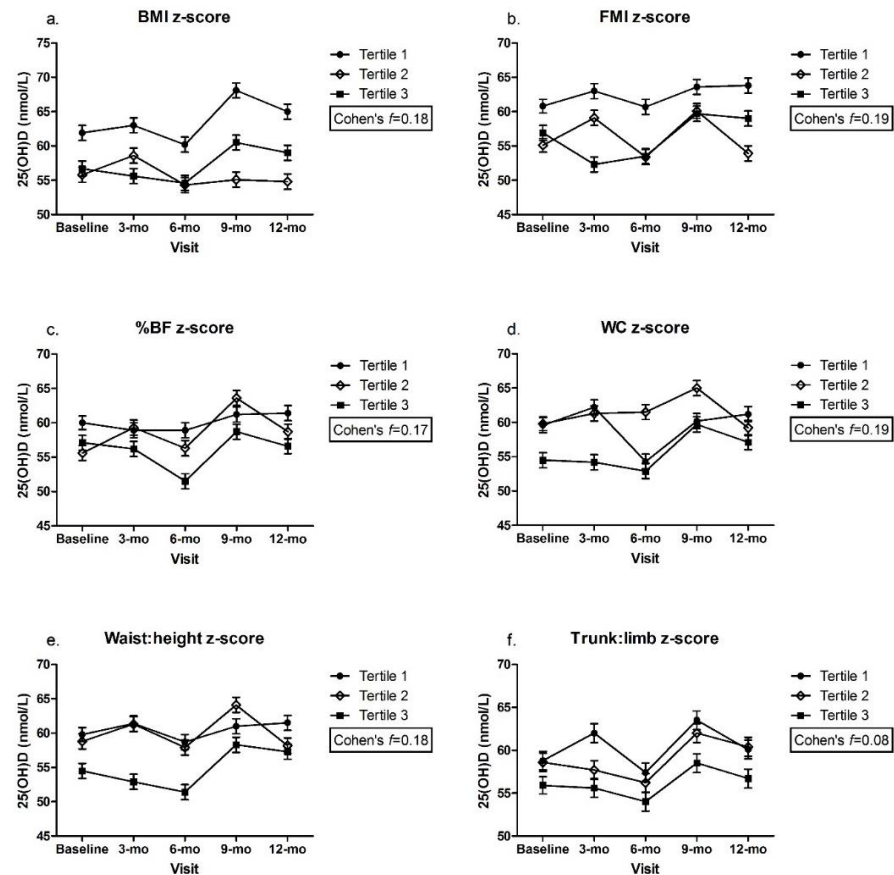 a.
BMI z-score
75
70
65
60
55
50
25(OH)D (nmol/L)
Baseline 3-mo 6-mo 9-mo 12-mo
Visit
Tertile 1
Tertile 2
Tertile 3
Cohen's f=0.18
b.
FMI z-score
70
65
60
55
50
45
25(OH)D (nmol/L)
Baseline 3-mo 6-mo 9-mo 12-mo
Visit
Tertile 1
Tertile 2
Tertile 3
Cohen's f=0.19
c.
%BF z-score
70
65
60
55
50
45
25(OH)D (nmol/L)
Baseline 3-mo 6-mo 9-mo 12-mo
Visit
Tertile 1
Tertile 2
Tertile 3
Cohen's f=0.17
d.
WC z-score
70
65
60
55
50
45
25(OH)D (nmol/L)
Baseline 3-mo 6-mo 9-mo 12-mo
Visit
Tertile 1
Tertile 2
Tertile 3
Cohen's f=0.19
e.
Waist:height z-score
70
65
60
55
50
45
25(OH)D (nmol/L)
Baseline 3-mo 6-mo 9-mo 12-mo
Visit
Tertile 1
Tertile 2
Tertile 3
Cohen's f=0.18
f.
Trunk:limb z-score
70
65
60
55
50
25(OH)D (nmol/L)
Baseline 3-mo 6-mo 9-mo 12-mo
Visit
Tertile 1
Tertile 2
Tertile 3
Cohen's f=0.08